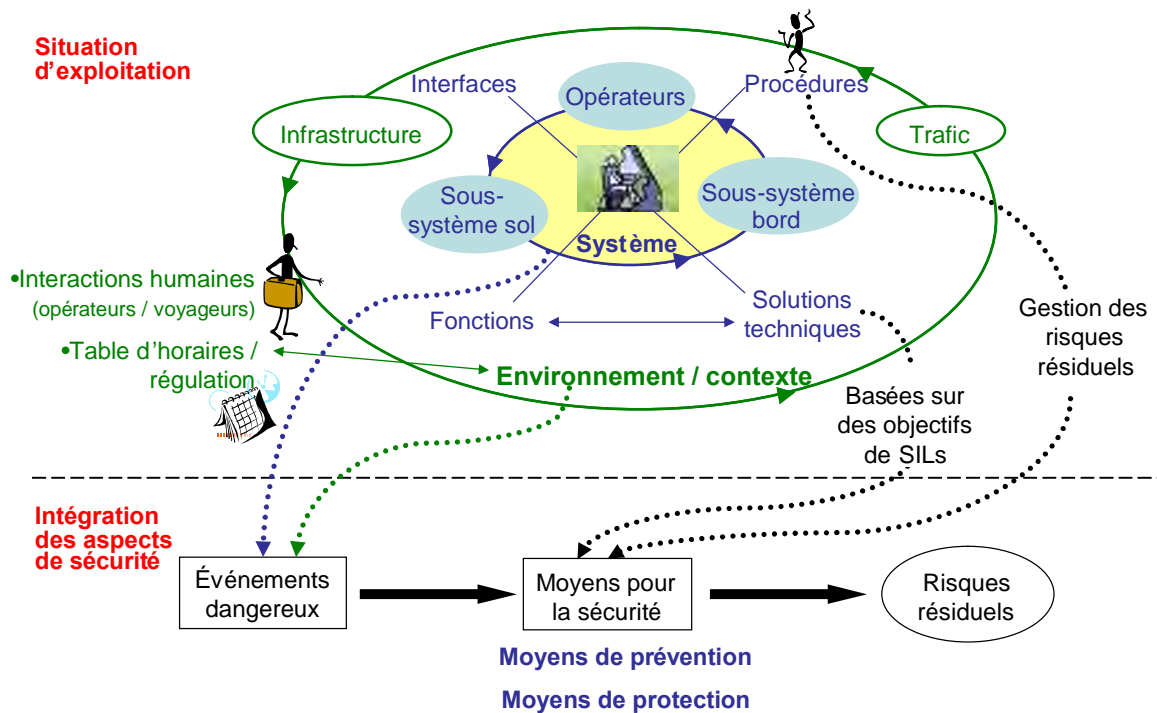 Situation
d'exploitation
Interfaces
Opérateurs
Procédures
Infrastructure
Trafic
Sous-
système sol
Sous-système
bord
Système
•Interactions humaines
(opérateurs / voyageurs)
Fonctions
Solutions
techniques
Gestion des
risques
résiduels
•Table d'horaires /
régulation
Environnement / contexte
Basées sur
des objectifs
de SILs
Intégration
des aspects
de sécurité
Événements
dangereux
Moyens pour
la sécurité
Risques
résiduels
Moyens de prévention
Moyens de protection